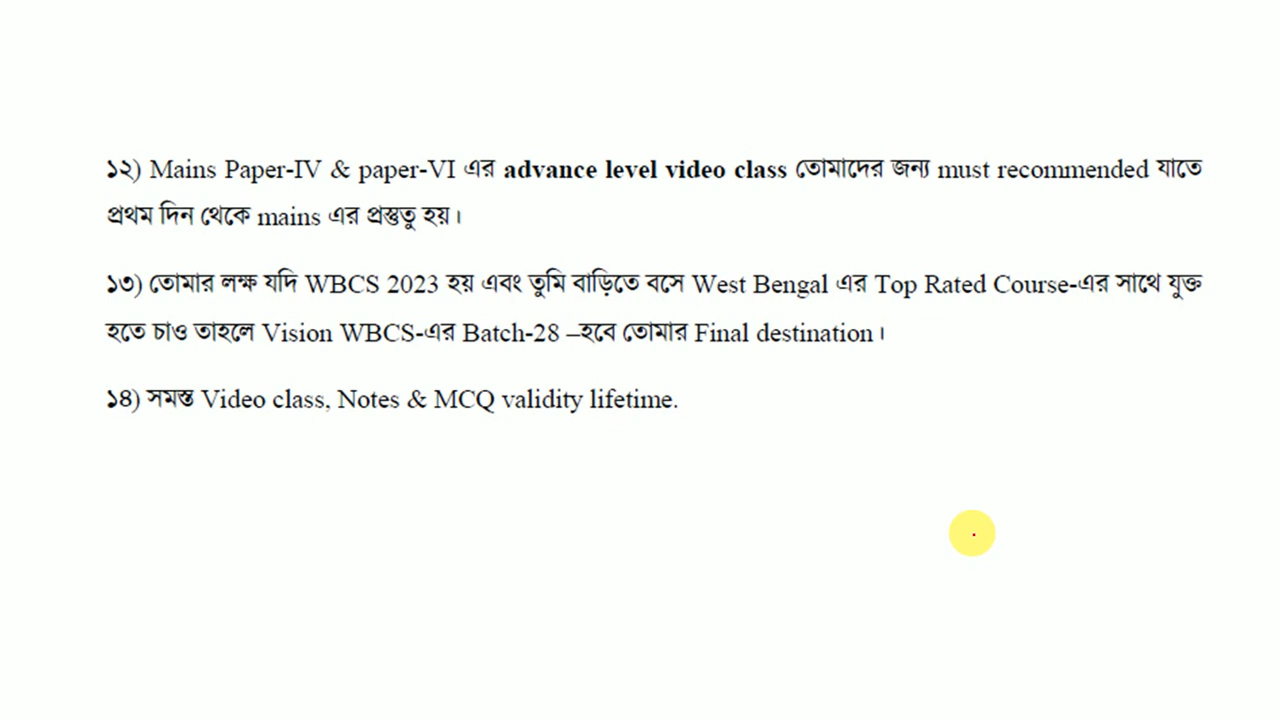 ১২) Mains Paper-IV & paper-VI এর advance level video class তোমাদের জন্য must recommended যাতে
প্রথম দিন থেকে mains এর প্রস্তুতু হয়।
১৩) তোমার লক্ষ যদি WBCS 2023 হয় এবং তুমি বাড়িতে বসে West Bengal এর Top Rated Course-এর সাথে যুক্ত
হতে চাও তাহলে Vision WBCS-এর Batch-28 –হবে তোমার Final destination।
১৪) সমস্ত Video class, Notes & MCQ validity lifetime.